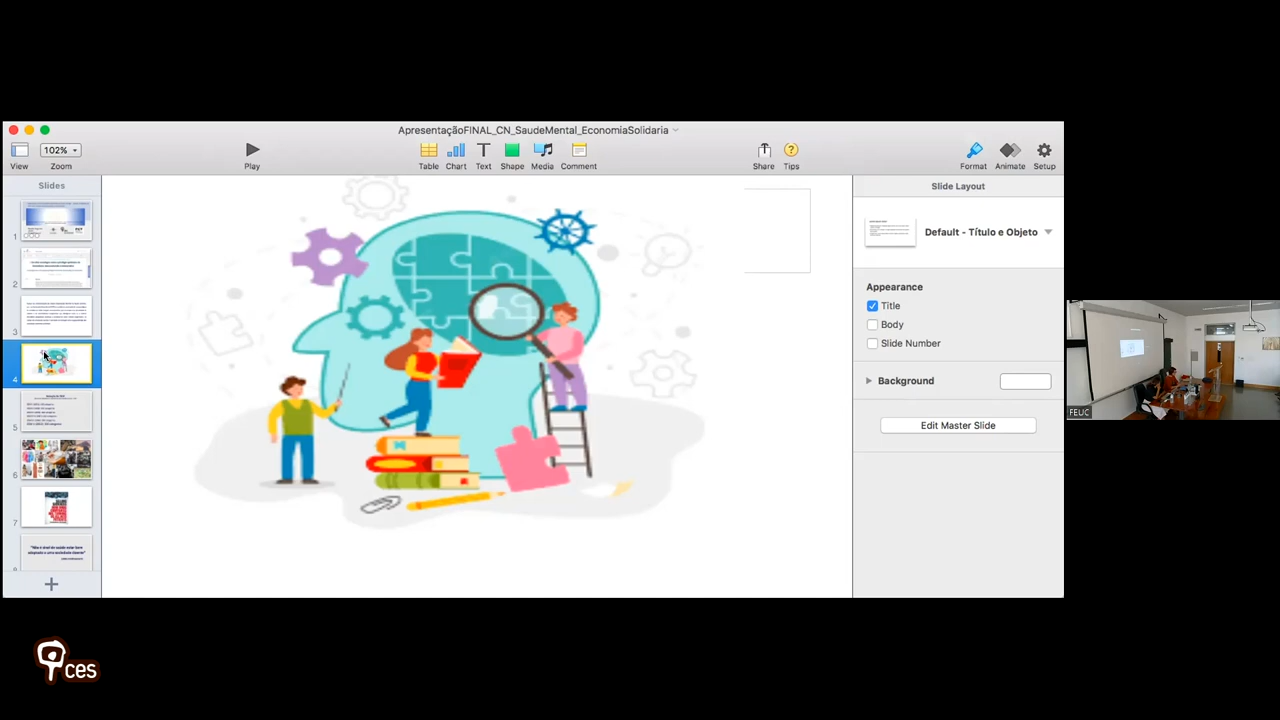 ApresentaçãoFINAL_CN_SaudeMental_EconomiaSolidaria
102%
View
Zoom
Play
Table
Chart
Text
Shape
Media
Comment
Share
Tips
Format
Animate
Setup
Slides
1
2
3
4
5
6
7
Slide Layout
Default - Título e Objeto
Appearance
Title
Body
Slide Number
Background
Edit Master Slide
FEUC
ces